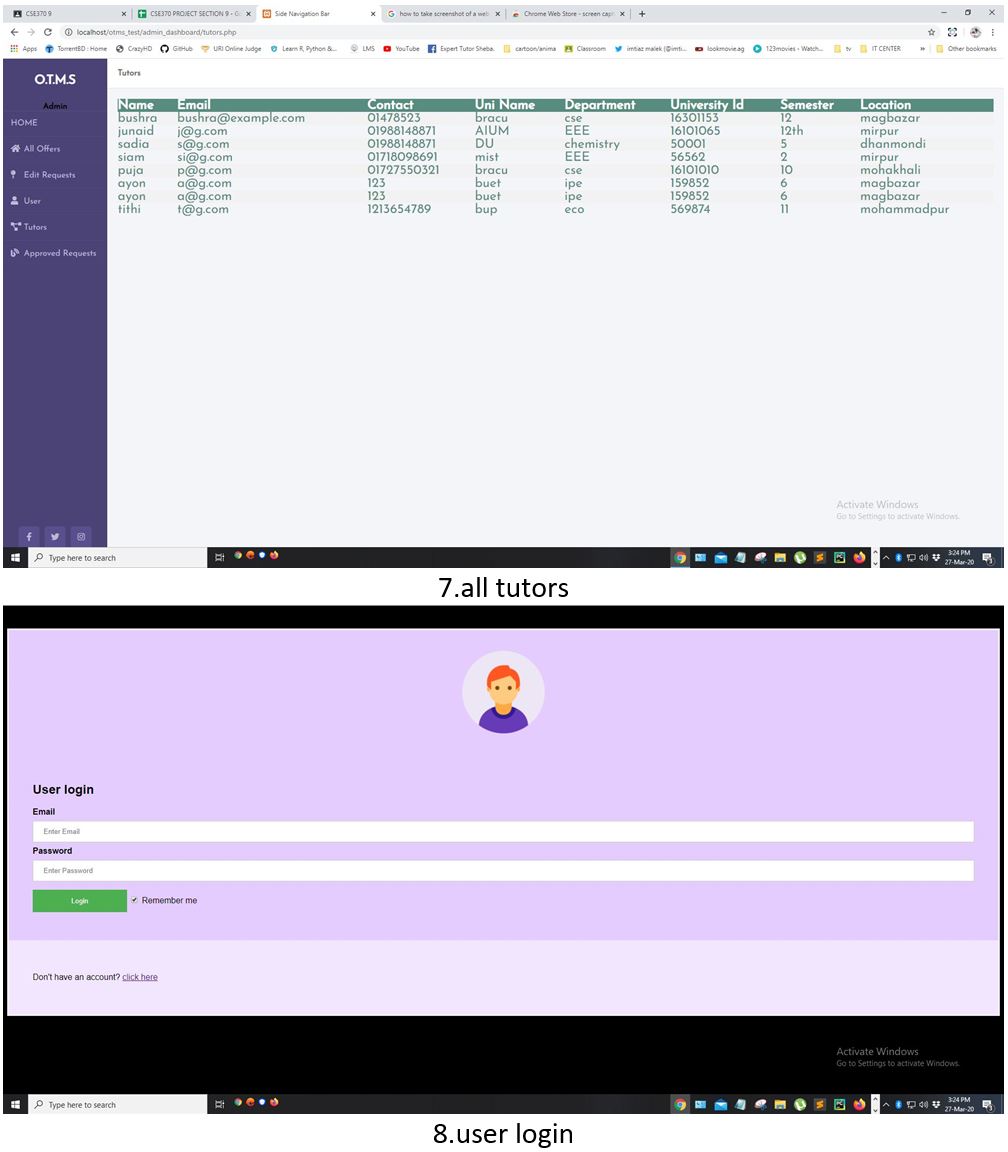 CSE370 9
CSE370 PROJECT SECTION 9 - Go
Side Navigation Bar
how to take screenshot of a web
Chrome Web Store - screen capt
localhost/otms_test/admin_dashboard/tutors.php
Apps TorrentBD : Home CrazyHD GitHub URI Online Judge Learn R, Python &... LMS YouTube Expert Tutor Sheba. cartoon/anima Classroom imtiaz malek (@imti... lookmovie.ag 123movies - Watch... tv IT CENTER » Other bookmarks
O.T.M.S
Admin
HOME
All Offers
Edit Requests
User
Tutors
Approved Requests
Tutors
Name Email Contact Uni Name Department University Id Semester Location
bushra bushra@example.com 01478523 bracu cse 16301153 12 magbazar
junaid j@g.com 01988148871 AIUM EEE 16101065 12th mirpur
sadia s@g.com 01988148871 DU chemistry 50001 5 dhanmondi
siam si@g.com 01718098691 mist EEE 56562 2 mirpur
puja p@g.com 01727550321 bracu cse 16101010 10 mohakhali
ayon a@g.com 123 buet ipe 159852 6 magbazar
ayon a@g.com 123 buet ipe 159852 6 magbazar
tithi t@g.com 1213654789 bup eco 569874 11 mohammadpur
Activate Windows
Go to Settings to activate Windows.
Type here to search
3:24 PM
27-Mar-20
3
7.all tutors
User login
Email
Enter Email
Password
Enter Password
Login Remember me
Don't have an account? click here
Activate Windows
Go to Settings to activate Windows.
Type here to search
3:24 PM
27-Mar-20
3
8.user login